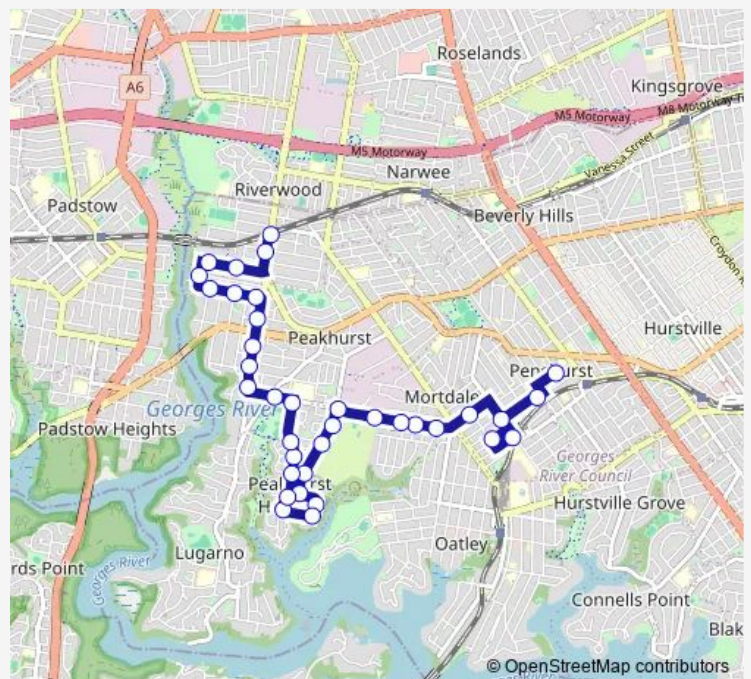 Roselands
A6
Kingsgrove
M5 Motorway
M8 Motorway
M5 Motorway
Vanessa Street
Narwee
Riverwood
Padstow
Beverly Hills
Croydon
Hurstville
Peakhurst
Penshurst
Mortdale
Georges River
Padstow Heights
Georges
River Council
Hurstville Grove
Lugarno
Oatley
rds Point
Georges River
Connells Point
Blak
© OpenStreetMap contributors